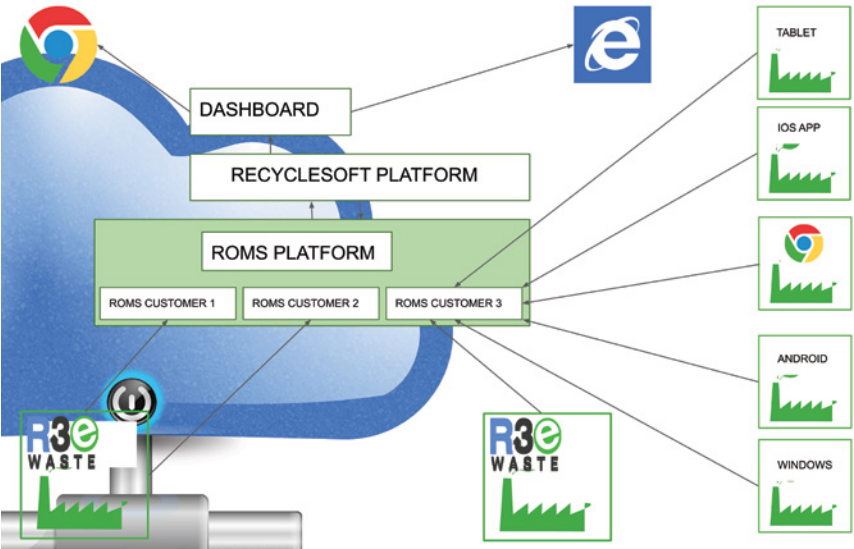 TABLET
DASHBOARD
IOS APP
RECYCLESOFT PLATFORM
ROMS PLATFORM
ROMS CUSTOMER 1
ROMS CUSTOMER 2
ROMS CUSTOMER 3
ANDROID
R3e
WASTE
R3e
WASTE
WINDOWS